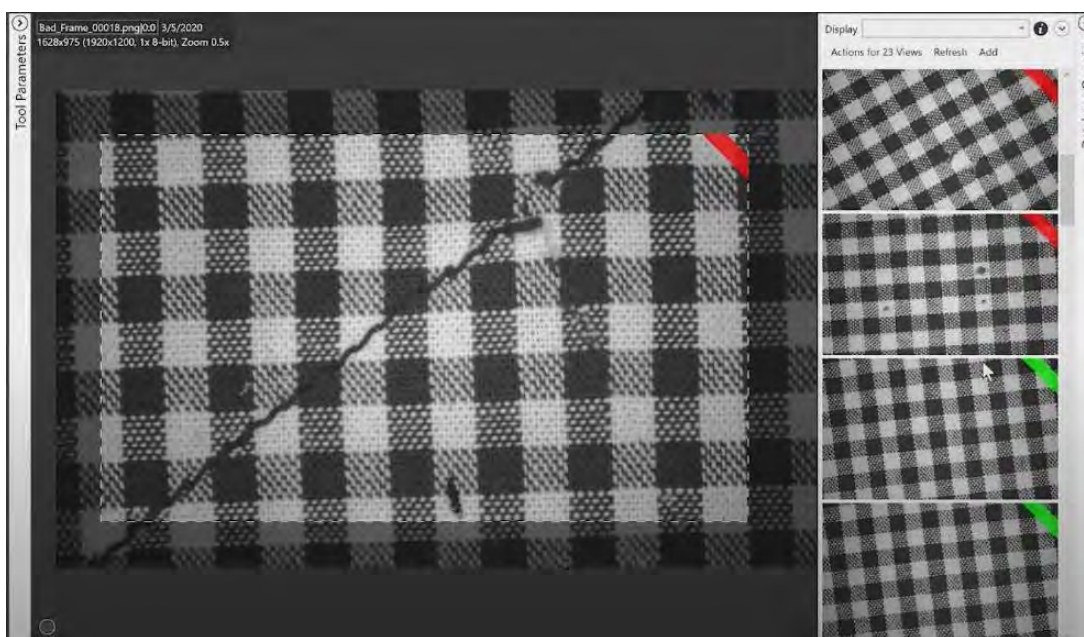 Tool Parameters
Bad_Frame_00018.png|0:0 3/5/2020
1628x975 (1920x1200, 1x 8-bit), Zoom 0.5x
Display
Actions for 23 Views Refresh Add